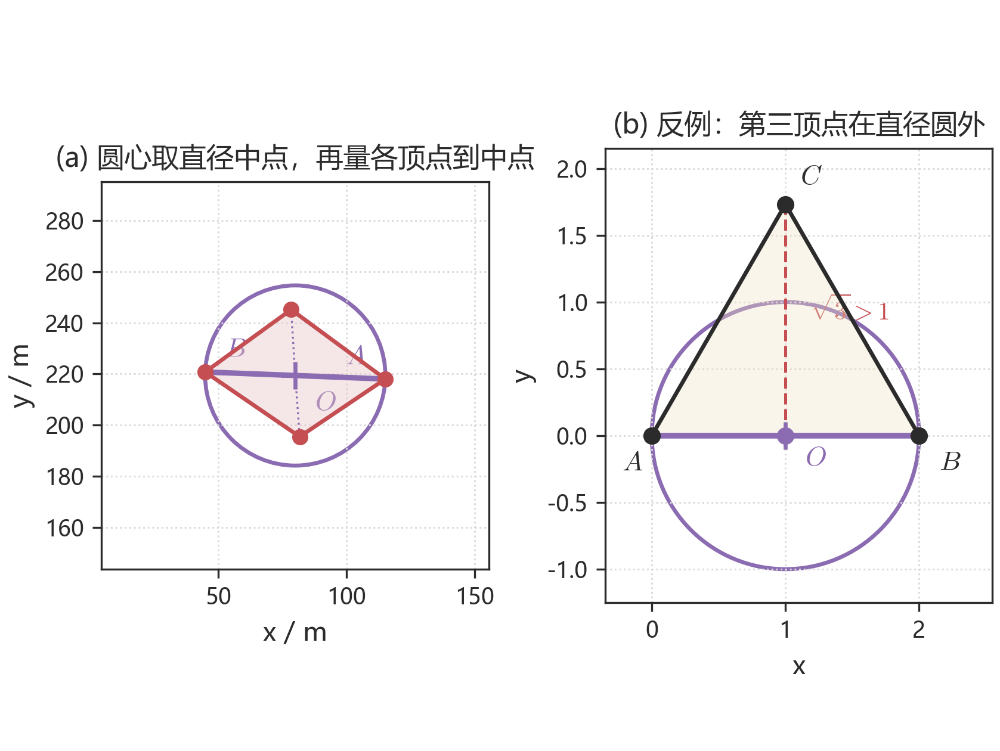 (a) 圆心取直径中点，再量各顶点到中点
280
260
240
220
200
180
160
y / m
50
100
150
x / m
B
A
O
(b) 反例：第三顶点在直径圆外
2.0
1.5
1.0
0.5
0.0
-0.5
-1.0
y
0
1
2
x
C
√3 > 1
A
O
B